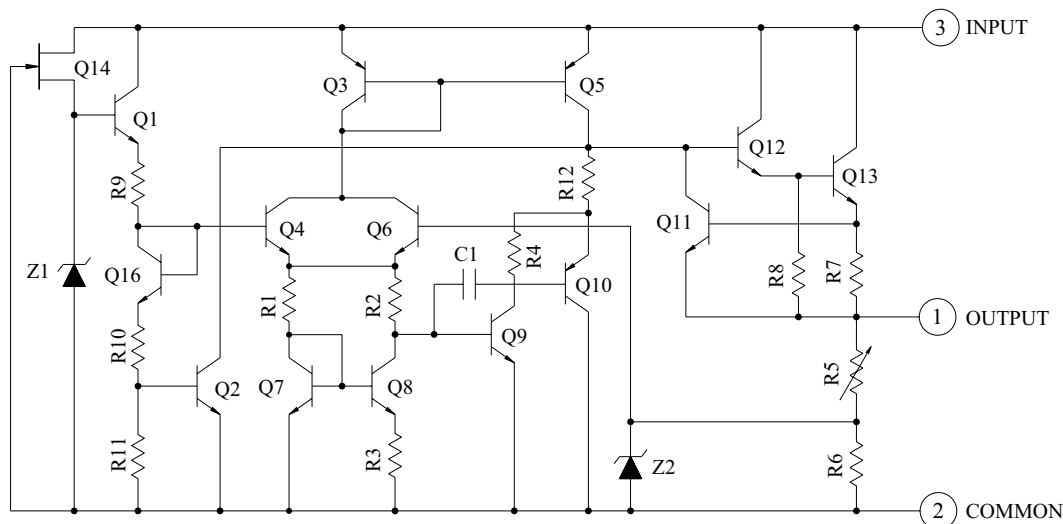 3 INPUT
Q14
Q3
Q5
Q1
Q12
Q13
R9
R12
Q11
Q4
Q6
R4
C1
Z1
Q16
Q10
R8
R7
R1
R2
1 OUTPUT
R10
Q9
R5
Q2
Q7
Q8
R11
R3
Z2
R6
2 COMMON